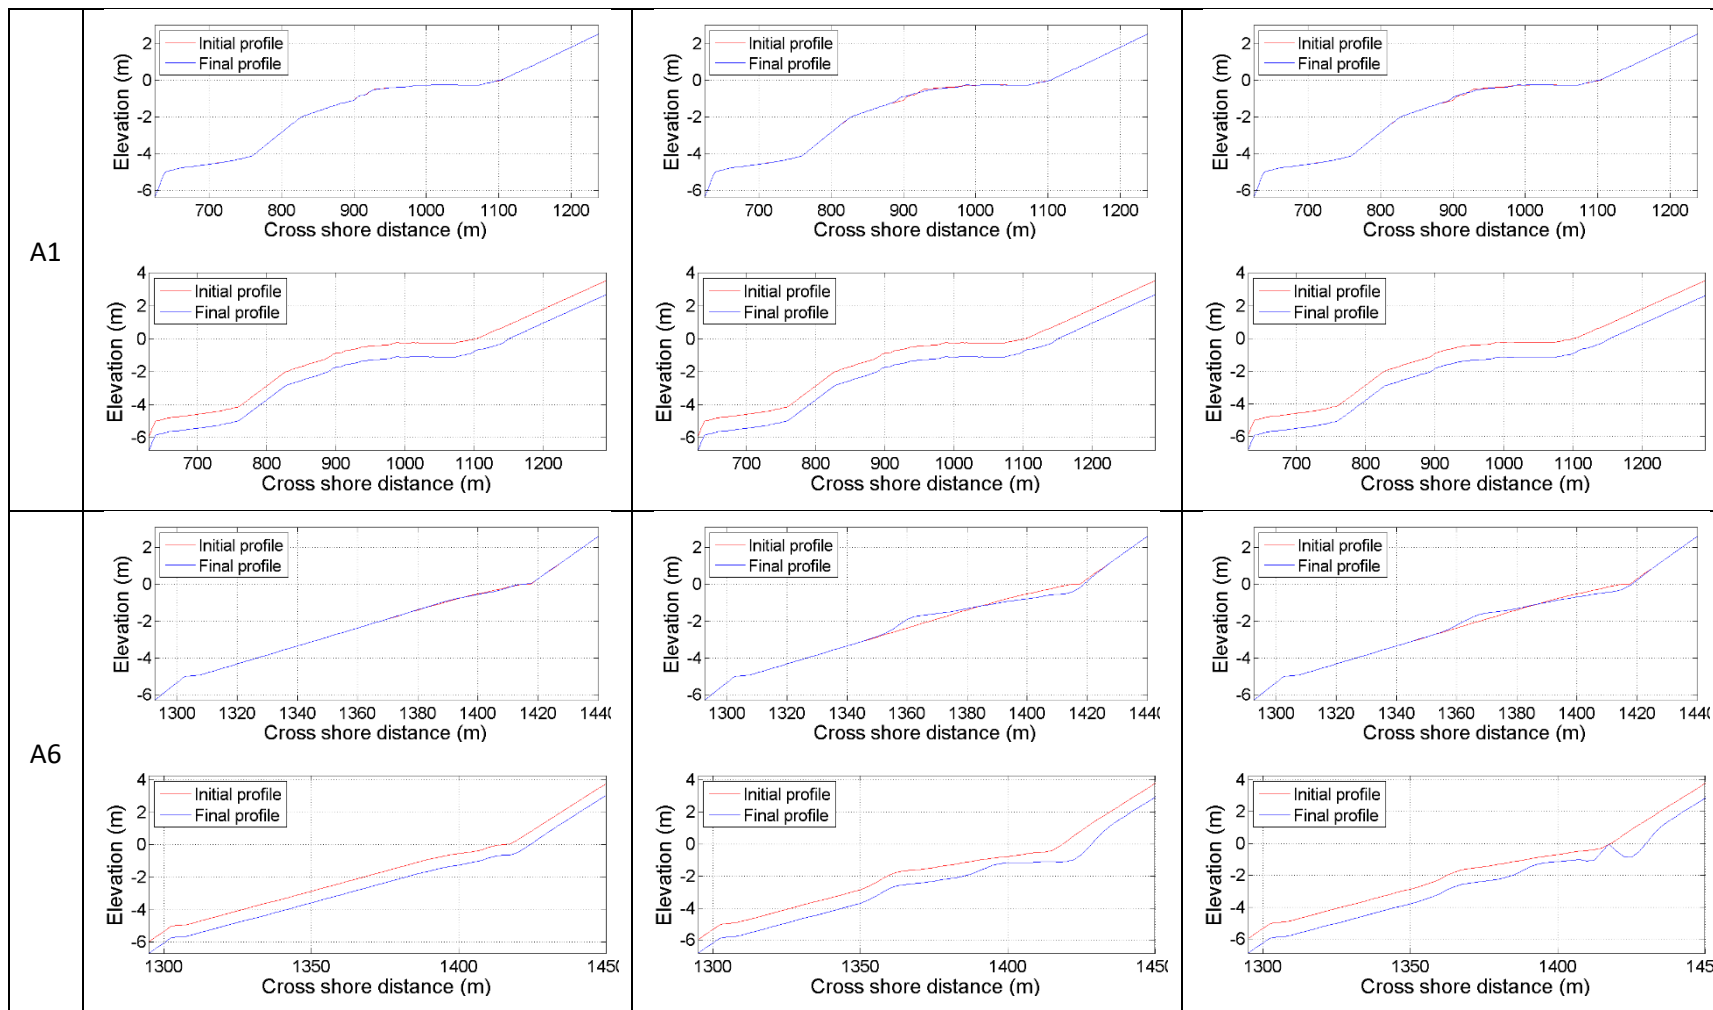 A1
Initial profile
Final profile
Elevation (m)
2
0
-2
-4
-6
700 800 900 1000 1100 1200
Cross shore distance (m)
Initial profile
Final profile
Elevation (m)
2
0
-2
-4
-6
700 800 900 1000 1100 1200
Cross shore distance (m)
Initial profile
Final profile
Elevation (m)
2
0
-2
-4
-6
700 800 900 1000 1100 1200
Cross shore distance (m)
Initial profile
Final profile
Elevation (m)
4
2
0
-2
-4
-6
700 800 900 1000 1100 1200
Cross shore distance (m)
Initial profile
Final profile
Elevation (m)
4
2
0
-2
-4
-6
700 800 900 1000 1100 1200
Cross shore distance (m)
Initial profile
Final profile
Elevation (m)
4
2
0
-2
-4
-6
700 800 900 1000 1100 1200
Cross shore distance (m)
A6
Initial profile
Final profile
Elevation (m)
2
0
-2
-4
-6
1300 1320 1340 1360 1380 1400 1420 144
Cross shore distance (m)
Initial profile
Final profile
Elevation (m)
2
0
-2
-4
-6
1300 1320 1340 1360 1380 1400 1420 144
Cross shore distance (m)
Initial profile
Final profile
Elevation (m)
2
0
-2
-4
-6
1300 1320 1340 1360 1380 1400 1420 144
Cross shore distance (m)
Initial profile
Final profile
Elevation (m)
4
2
0
-2
-4
-6
1300 1350 1400 145
Cross shore distance (m)
Initial profile
Final profile
Elevation (m)
4
2
0
-2
-4
-6
1300 1350 1400 145
Cross shore distance (m)
Initial profile
Final profile
Elevation (m)
4
2
0
-2
-4
-6
1300 1350 1400 145
Cross shore distance (m)